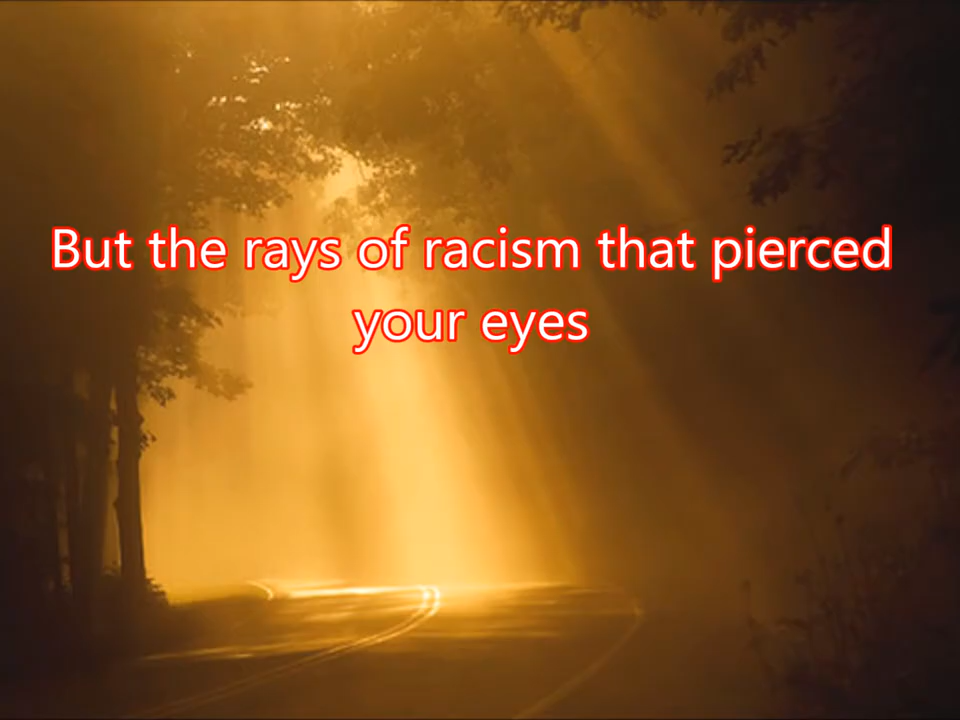 But the rays of racism that pierced
your eyes